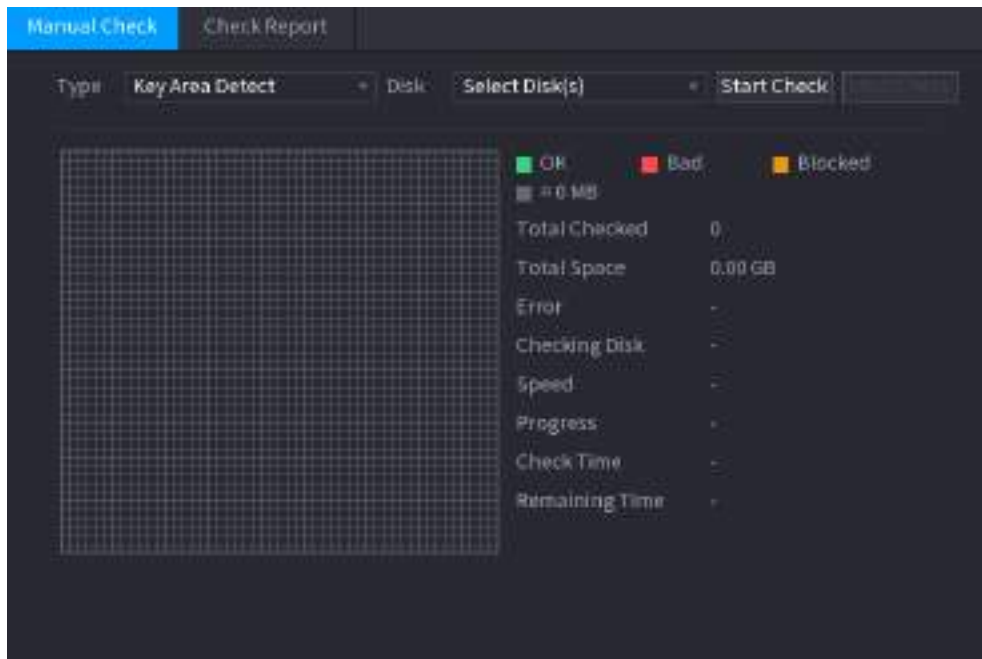 Manual Check Check Report
Type Key Area Detect Disk Select Disk(s) Start Check
OK Bad Blocked
= 0 MB
Total Checked 0
Total Space 0.00 GB
Error -
Checking Disk -
Speed -
Progress -
Check Time -
Remaining Time -